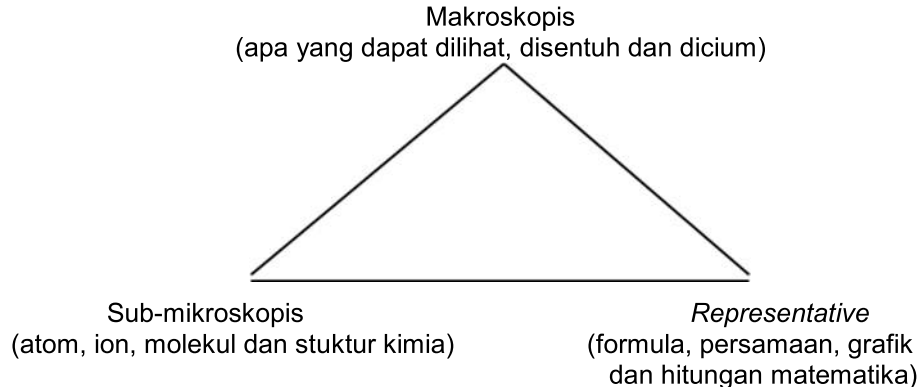 Makroskopis
(apa yang dapat dilihat, disentuh dan dicium)
Sub-mikroskopis
(atom, ion, molekul dan stuktur kimia)
Representative
(formula, persamaan, grafik
dan hitungan matematika)